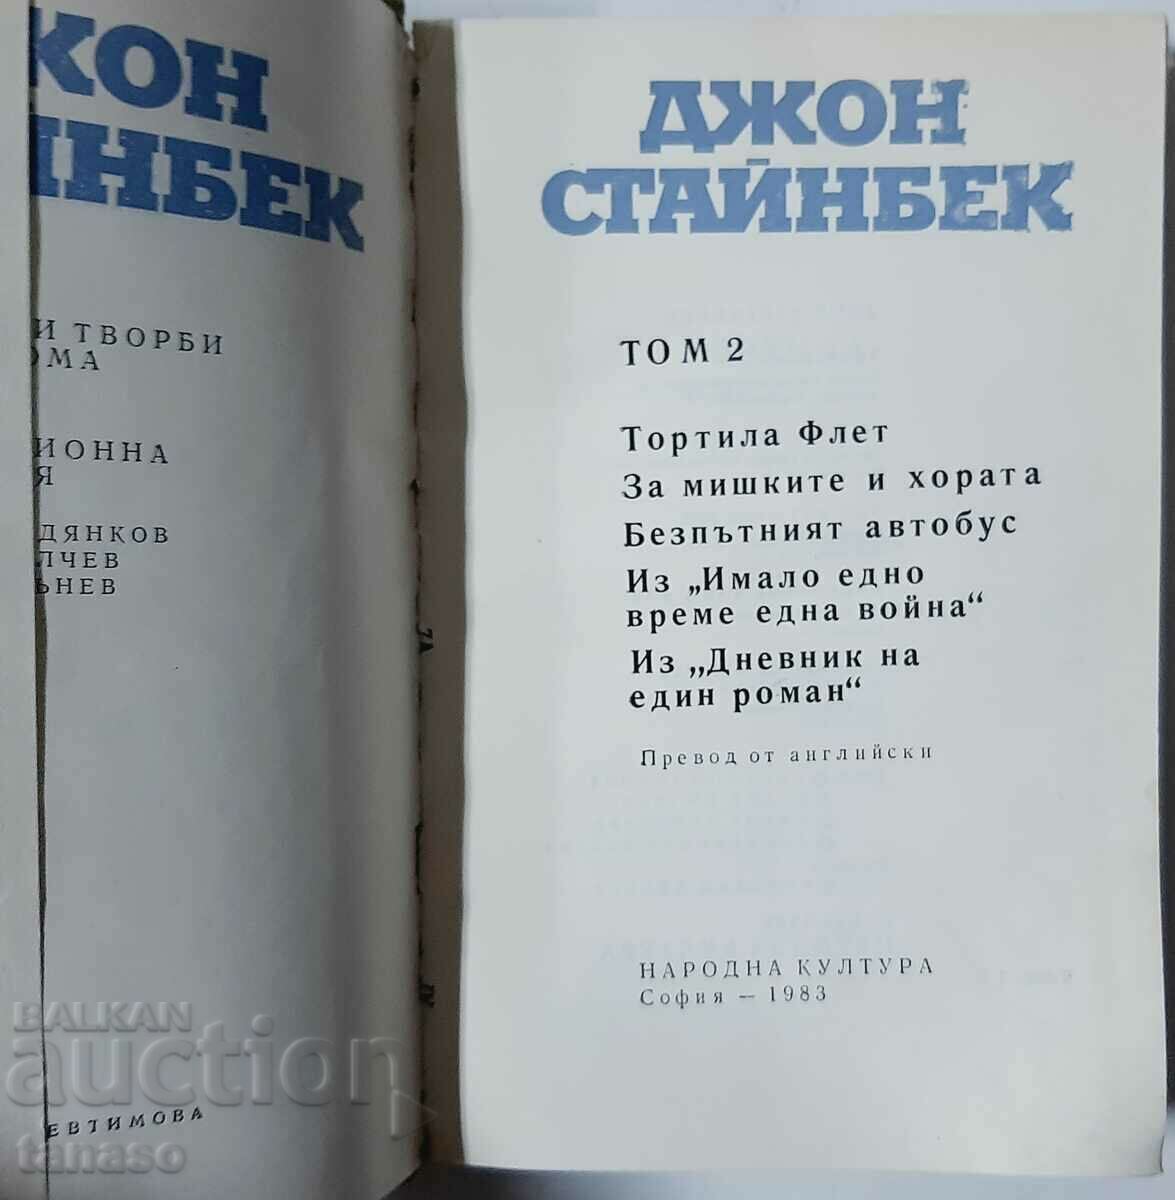 ЖОН
ЙНБЕК
И ТВОРБИ
ОМА
ИОННА
Я
ДЯНКОВ
ЛЧЕВ
ЪНЕВ
ЕВТИМОВА
ДЖОН
СТАЙНБЕК
ТОМ 2
Тортила Флет
За мишките и хората
Безпътният автобус
Из „Имало едно
време една война“
Из „Дневник на
един роман“
Превод от английски
НАРОДНА КУЛТУРА
София — 1983
BALKAN
auction
tanaso